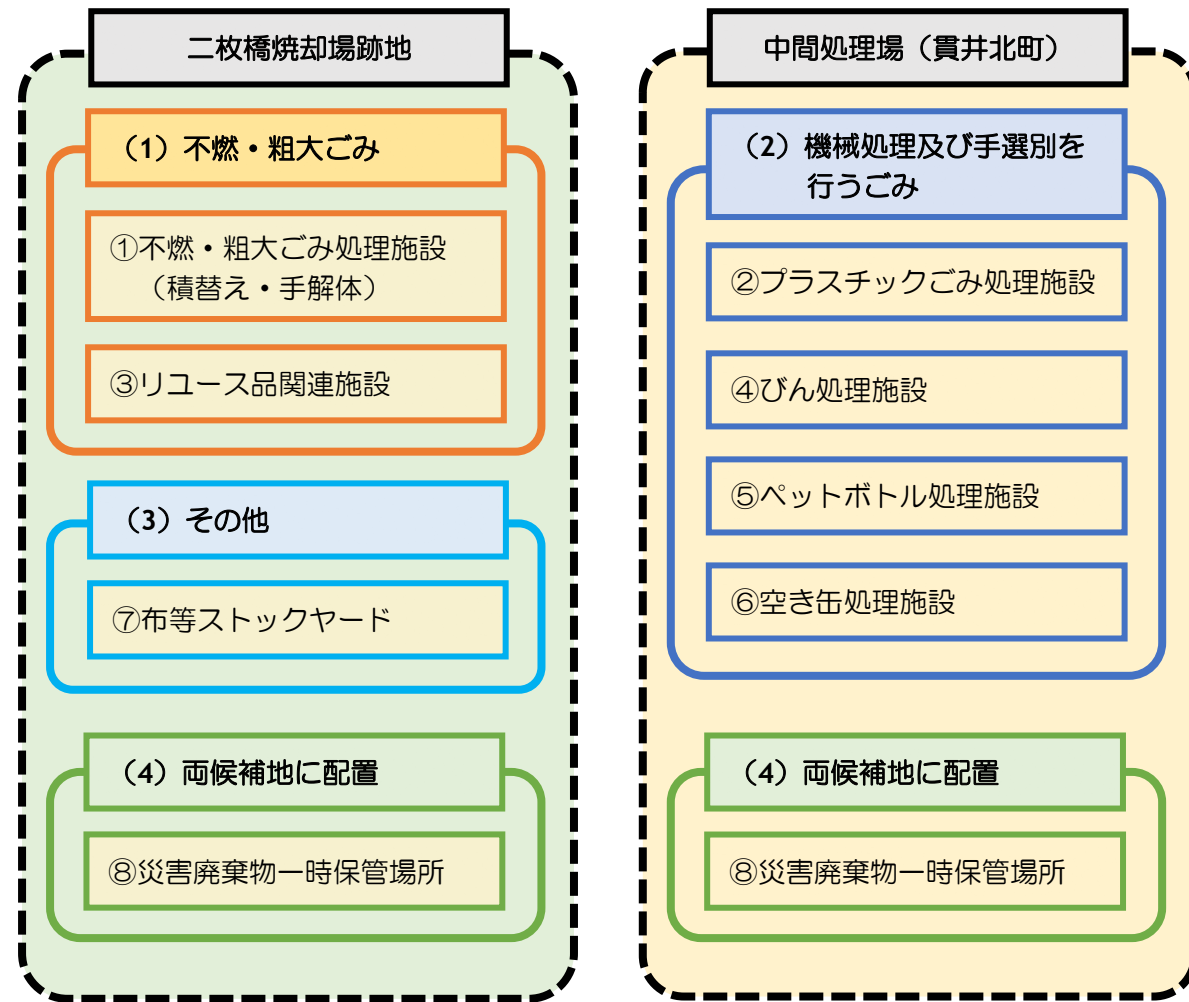 二枚橋焼却場跡地
（1）不燃・粗大ごみ
①不燃・粗大ごみ処理施設
（積替え・手解体）
③リユース品関連施設
（3）その他
⑦布等ストックヤード
（4）両候補地に配置
⑧災害廃棄物一時保管場所
中間処理場（貫井北町）
（2）機械処理及び手選別を
行うごみ
②プラスチックごみ処理施設
④びん処理施設
⑤ペットボトル処理施設
⑥空き缶処理施設
（4）両候補地に配置
⑧災害廃棄物一時保管場所